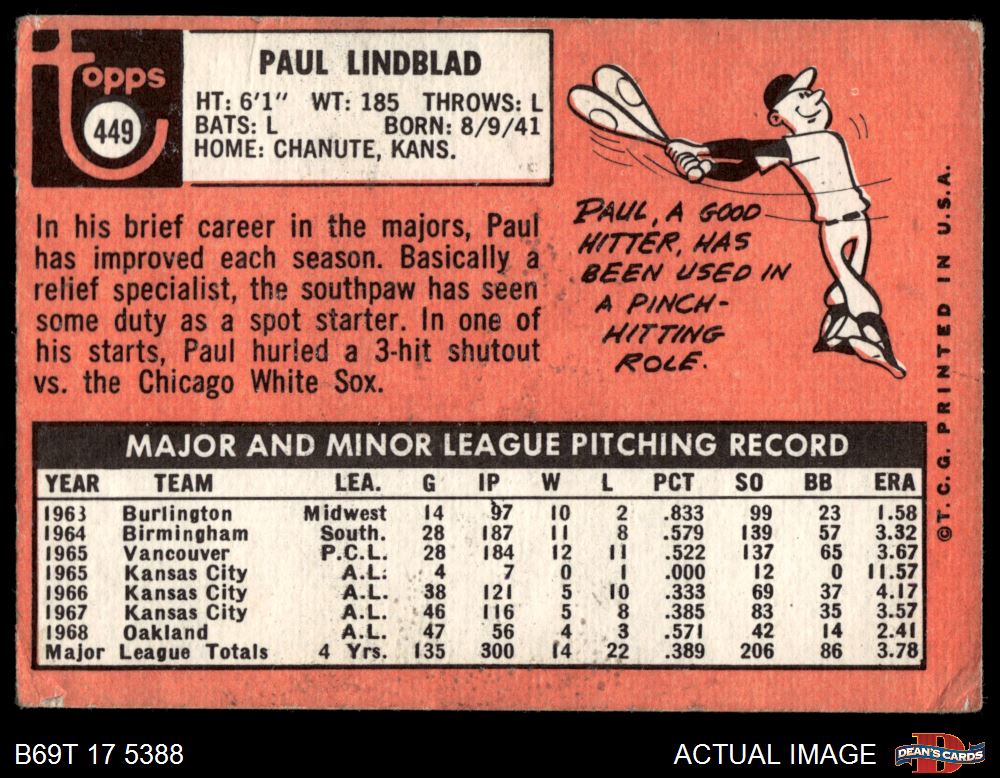 topps
449
PAUL LINDBLAD
HT: 6'1" WT: 185 THROWS: L
BATS: L BORN: 8/9/41
HOME: CHANUTE, KANS.
In his brief career in the majors, Paul
has improved each season. Basically a
relief specialist, the southpaw has seen
some duty as a spot starter. In one of
his starts, Paul hurled a 3-hit shutout
vs. the Chicago White Sox.
PAUL, A GOOD
HITTER, HAS
BEEN USED IN
A PINCH-
HITTING
ROLE.
MAJOR AND MINOR LEAGUE PITCHING RECORD
YEAR TEAM LEA. G IP W L PCT SO BB ERA
1963 Burlington Midwest 14 97 10 2 .833 99 23 1.58
1964 Birmingham South. 28 187 11 8 .579 139 57 3.32
1965 Vancouver P.C.L. 28 184 12 11 .522 137 65 3.67
1965 Kansas City A.L. 4 7 0 1 .000 12 0 11.57
1966 Kansas City A.L. 38 121 5 10 .333 69 37 4.17
1967 Kansas City A.L. 46 116 5 8 .385 83 35 3.57
1968 Oakland A.L. 47 56 4 3 .571 42 14 2.41
Major League Totals 4 Yrs. 135 300 14 22 .389 206 86 3.78
©T.C.G. PRINTED IN U.S.A.
B69T 17 5388
ACTUAL IMAGE
DEAN'S CARDS